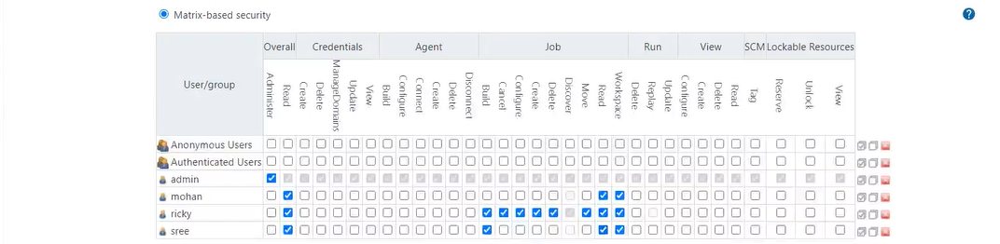 Matrix-based security
Overall Credentials Agent Job Run View SCM Lockable Resources
User/group Administer Read Create Delete ManageDomains Update View Build Configure Connect Create Delete Disconnect Build Cancel Configure Create Delete Discover Move Read Workspace Delete Replay Update Configure Create Delete Read Tag Reserve Unlock View
Anonymous Users
Authenticated Users
admin
mohan
ricky
sree